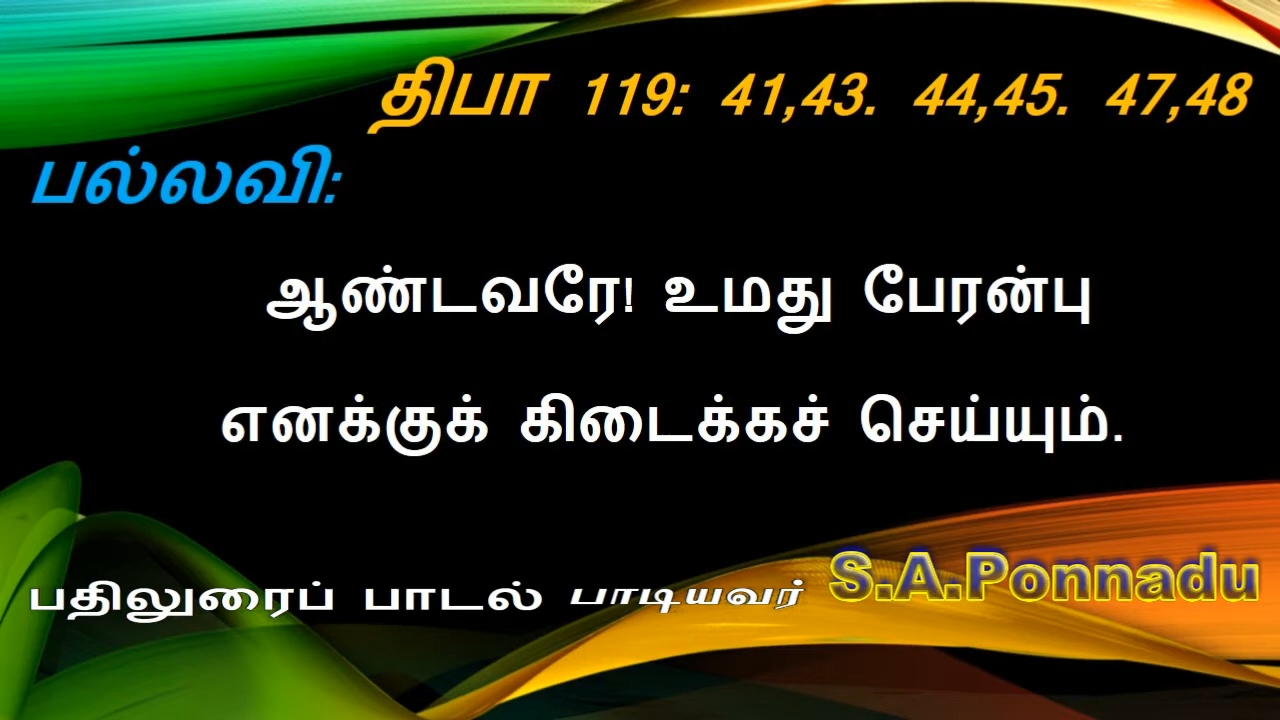 திபா 119: 41,43. 44,45. 47,48
பல்லவி:
ஆண்டவரே! உமது பேரன்பு
எனக்குக் கிடைக்கச் செய்யும்.
பதிலுரைப் பாடல் பாடியவர் S.A.Ponnadu